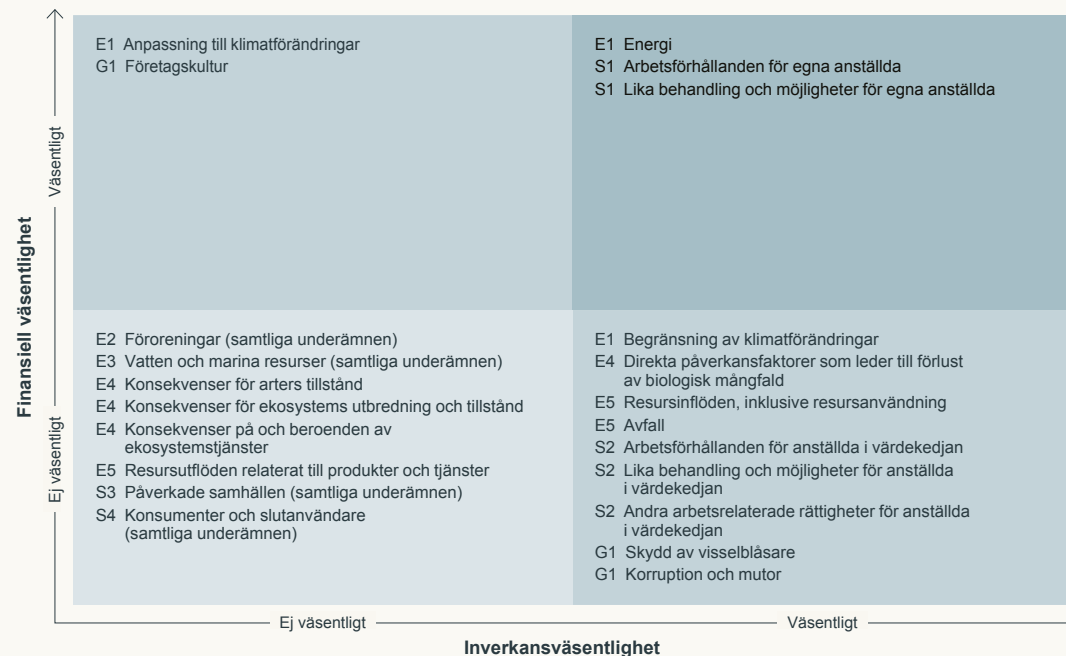 E1 Anpassning till klimatförändringar
G1 Företagskultur
E1 Energi
S1 Arbetsförhållanden för egna anställda
S1 Lika behandling och möjligheter för egna anställda
Väsentligt
Finansiell väsentlighet
Ej väsentligt
E2 Föroreningar (samtliga underämnen)
E3 Vatten och marina resurser (samtliga underämnen)
E4 Konsekvenser för arters tillstånd
E4 Konsekvenser för ekosystems utbredning och tillstånd
E4 Konsekvenser på och beroenden av
ekosystemstjänster
E5 Resursutflöden relaterat till produkter och tjänster
S3 Påverkade samhällen (samtliga underämnen)
S4 Konsumenter och slutanvändare
(samtliga underämnen)
E1 Begränsning av klimatförändringar
E4 Direkta påverkansfaktorer som leder till förlust
av biologisk mångfald
E5 Resursinflöden, inklusive resursanvändning
E5 Avfall
S2 Arbetsförhållanden för anställda i värdekedjan
S2 Lika behandling och möjligheter för anställda
i värdekedjan
S2 Andra arbetsrelaterade rättigheter för anställda
i värdekedjan
G1 Skydd av visselblåsare
G1 Korruption och mutor
Ej väsentligt
Väsentligt
Inverkansväsentlighet